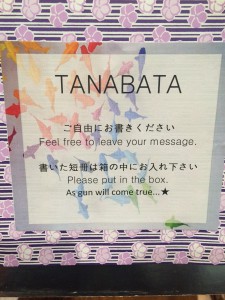 TANABATA
ご自由にお書きください
Feel free to leave your message.
書いた短冊は箱の中にお入れ下さい
Please put in the box.
As gun will come true...★